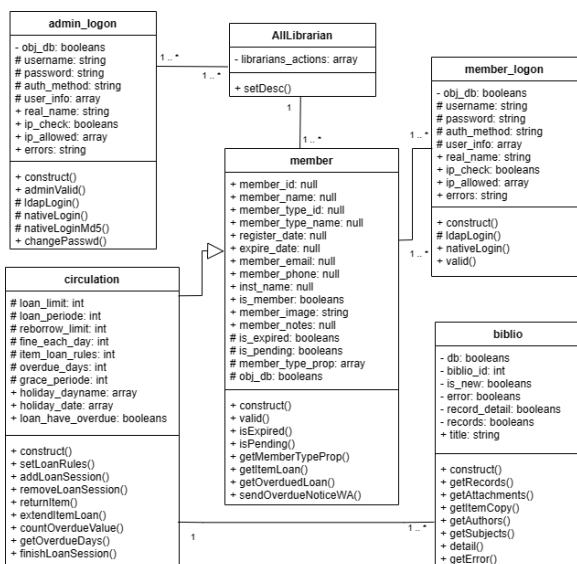 admin_logon
- obj_db: booleans
# username: string
# password: string
# auth_method: string
# user_info: array
+ real_name: string
+ ip_check: booleans
+ ip_allowed: array
+ errors: string
+ construct()
+ adminValid()
# ldapLogin()
# nativeLogin()
# nativeLoginMd5()
+ changePasswd()
1 .. *
1 .. *
AllLibrarian
- librarians_actions: array
+ setDesc()
1
1 .. *
member_logon
- obj_db: booleans
# username: string
# password: string
# auth_method: string
# user_info: array
+ real_name: string
+ ip_check: booleans
+ ip_allowed: array
+ errors: string
+ construct()
# ldapLogin()
+ nativeLogin()
+ valid()
1 .. *
1 .. *
member
+ member_id: null
+ member_name: null
+ member_type_id: null
+ member_type_name: null
+ register_date: null
+ expire_date: null
+ member_email: null
+ member_phone: null
+ inst_name: null
+ is_member: booleans
+ member_image: string
+ member_notes: null
# is_expired: booleans
# is_pending: booleans
# member_type_prop: array
# obj_db: booleans
+ construct()
+ valid()
+ isExpired()
+ isPending()
+ getMemberTypeProp()
+ getItemLoan()
+ getOverduedLoan()
+ sendOverdueNoticeWA()
circulation
# loan_limit: int
# loan_periode: int
# reborrow_limit: int
# fine_each_day: int
# item_loan_rules: int
# overdue_days: int
# grace_periode: int
+ holiday_dayname: array
+ holiday_date: array
+ loan_have_overdue: booleans
+ construct()
+ setLoanRules()
+ addLoanSession()
+ removeLoanSession()
+ returnItem()
+ extendItemLoan()
+ countOverdueValue()
+ getOverdueDays()
+ finishLoanSession()
1
1 .. *
biblio
- db: booleans
- biblio_id: int
- is_new: booleans
- error: booleans
- record_detail: booleans
- records: booleans
+ title: string
+ construct()
+ getRecords()
+ getAttachments()
+ getItemCopy()
+ getAuthors()
+ getSubjects()
+ detail()
+ getError()